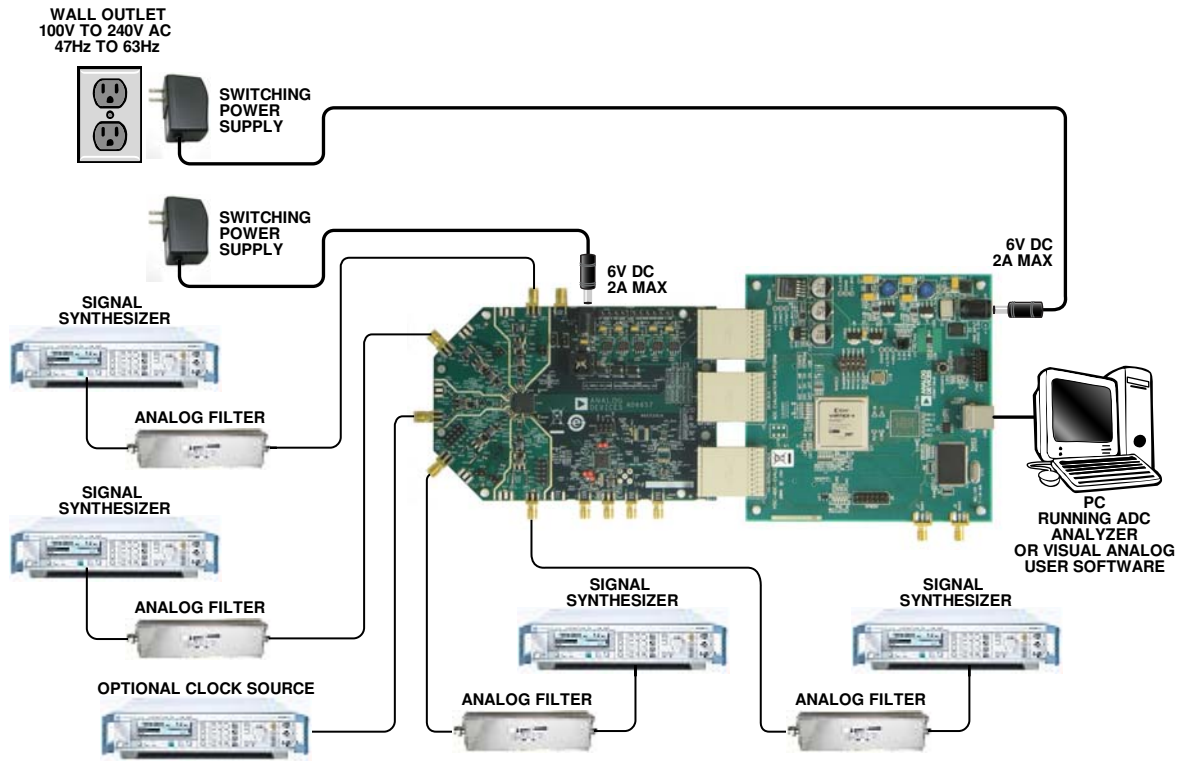 WALL OUTLET
100V TO 240V AC
47Hz TO 63Hz
SWITCHING
POWER
SUPPLY
SWITCHING
POWER
SUPPLY
6V DC
2A MAX
6V DC
2A MAX
SIGNAL
SYNTHESIZER
ANALOG FILTER
ANALOG
DEVICES
PC
RUNNING ADC
ANALYZER
OR VISUAL ANALOG
USER SOFTWARE
SIGNAL
SYNTHESIZER
ANALOG FILTER
SIGNAL
SYNTHESIZER
SIGNAL
SYNTHESIZER
OPTIONAL CLOCK SOURCE
ANALOG FILTER
ANALOG FILTER